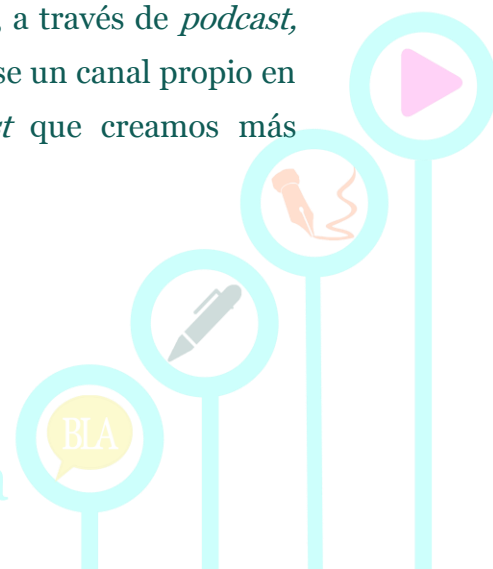 , a través de podcast,
se un canal propio en
que creamos más
BLA